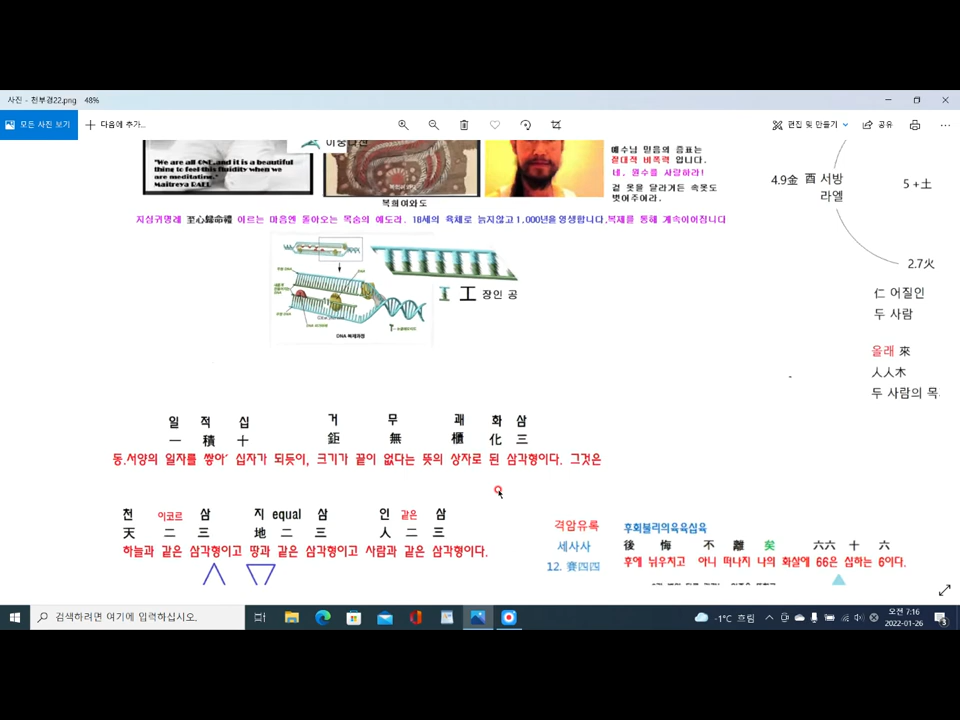 사진 - 천부경22.png 48%
모든 사진 보기
다음에 추가...
편집 및 만들기
공유
이중나선
"We are all ONE, and it is a beautiful
thing to feel this fluidity when we
are meditating."
Maitreya RAEL
복희여와도
예수님 믿음의 증표는
절대적 비폭력 입니다.
네, 원수를 사랑하라!
겉 옷을 달라거든 속옷도
벗어주어라.
4.9金 酉 서방
라엘
5 +土
2.7火
지심귀명례 至心歸命禮 이르는 마음엔 돌아오는 목숨의 예도라. 18세의 육체로 늙지않고 1,000년을 영생합니다.복제를 통해 계속이어집니다
DNA 복제과정
工 장인 공
仁 어질인
두 사람
올래 來
人人木
두 사람의 목
일 적 십 거 무 궤 화 삼
一 積 十 鉅 無 櫃 化 三
동.서양의 일자를 쌓아 십자가 되듯이, 크기가 끝이 없다는 뜻의 상자로 된 삼각형이다. 그것은
천 이코르 삼 지 equal 삼 인 같은 삼
天 二 三 地 二 三 人 二 三
하늘과 같은 삼각형이고 땅과 같은 삼각형이고 사람과 같은 삼각형이다.
격암유록
세사사
12. 賽四四
후회불리의육육십육
後 悔 不 離 矣 六六 十 六
후에 뉘우치고 아니 떠나지 나의 화살에 66은 십하는 6이다.
검색하려면 여기에 입력하십시오.
-1°C 흐림
오전 7:16
2022-01-26
3